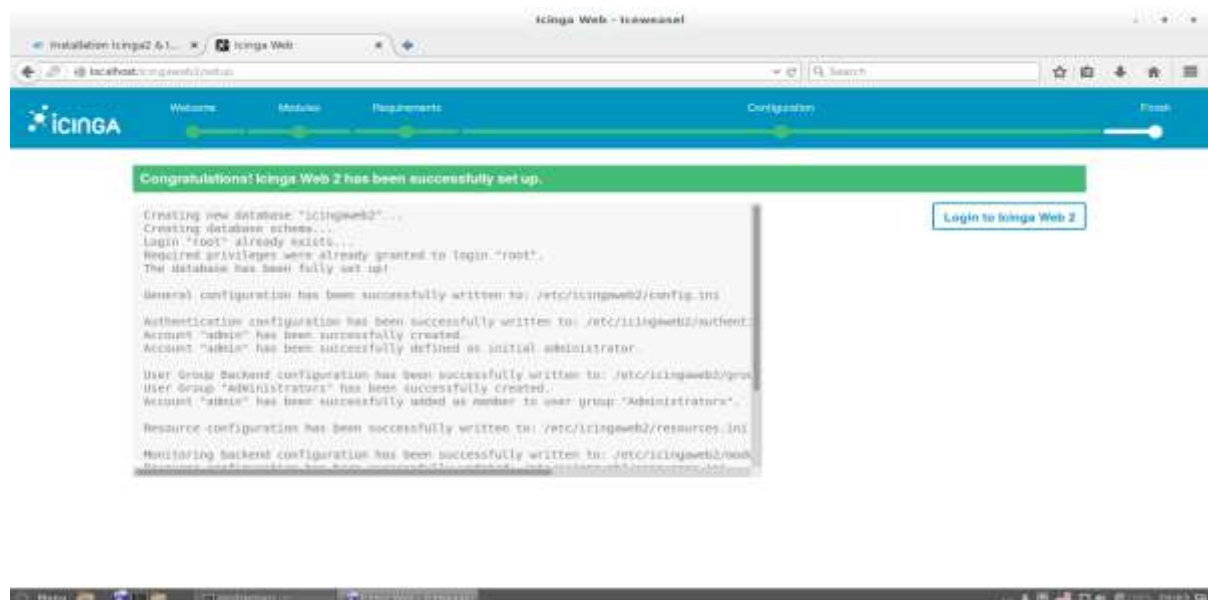 Icinga Web - Iceweasel
Installation Icinga2 & I...
Icinga Web
localhost/icingaweb2/setup
Search
ICINGA
Welcome
Modules
Requirements
Configuration
Finish
Congratulations! Icinga Web 2 has been successfully set up.
Login to Icinga Web 2
Creating new database "icingaweb2"...
Creating database schema...
Login "root" already exists...
Required privileges were already granted to login "root".
The database has been fully set up!
General configuration has been successfully written to: /etc/icingaweb2/config.ini
Authentication configuration has been successfully written to: /etc/icingaweb2/authenti
Account "admin" has been successfully created.
Account "admin" has been successfully defined as initial administrator.
User Group Backend configuration has been successfully written to: /etc/icingaweb2/grou
User Group "Administrators" has been successfully created.
Account "admin" has been successfully added as member to user group "Administrators".
Resource configuration has been successfully written to: /etc/icingaweb2/resources.ini
Monitoring backend configuration has been successfully written to: /etc/icingaweb2/modu
Menu